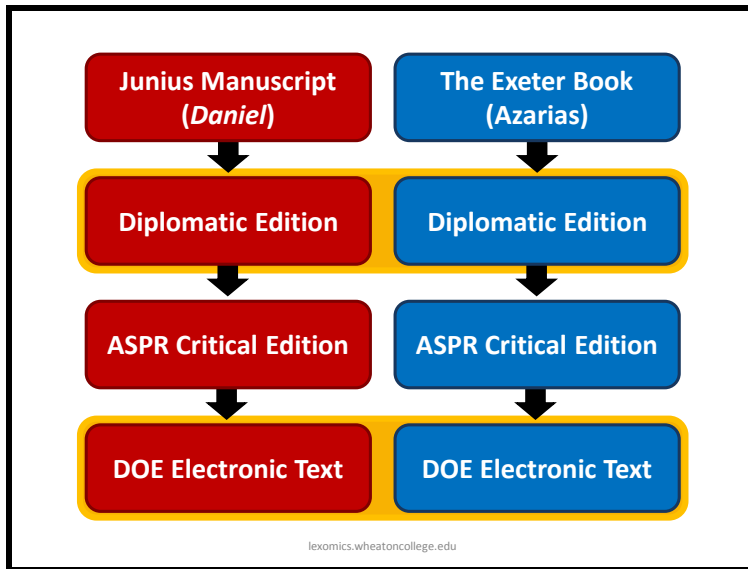 Junius Manuscript
(Daniel)
The Exeter Book
(Azarias)
Diplomatic Edition
Diplomatic Edition
ASPR Critical Edition
ASPR Critical Edition
DOE Electronic Text
DOE Electronic Text
lexomics.wheatoncollege.edu